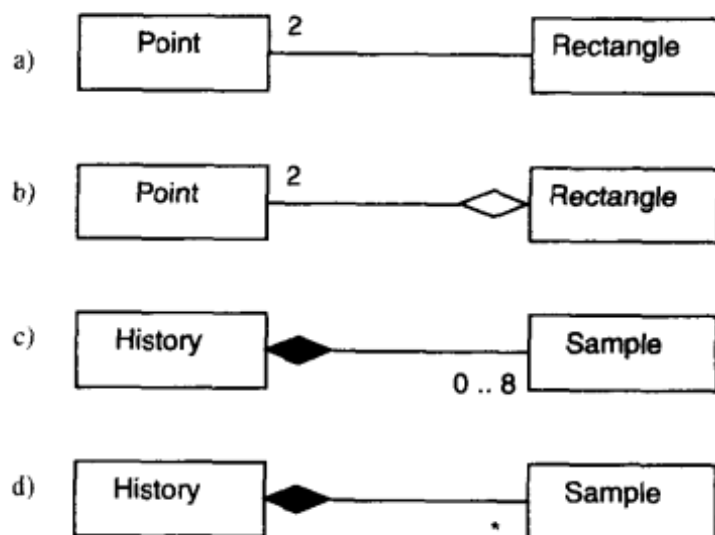 a) Point 2 Rectangle
b) Point 2 Rectangle
c) History 0 .. 8 Sample
d) History * Sample